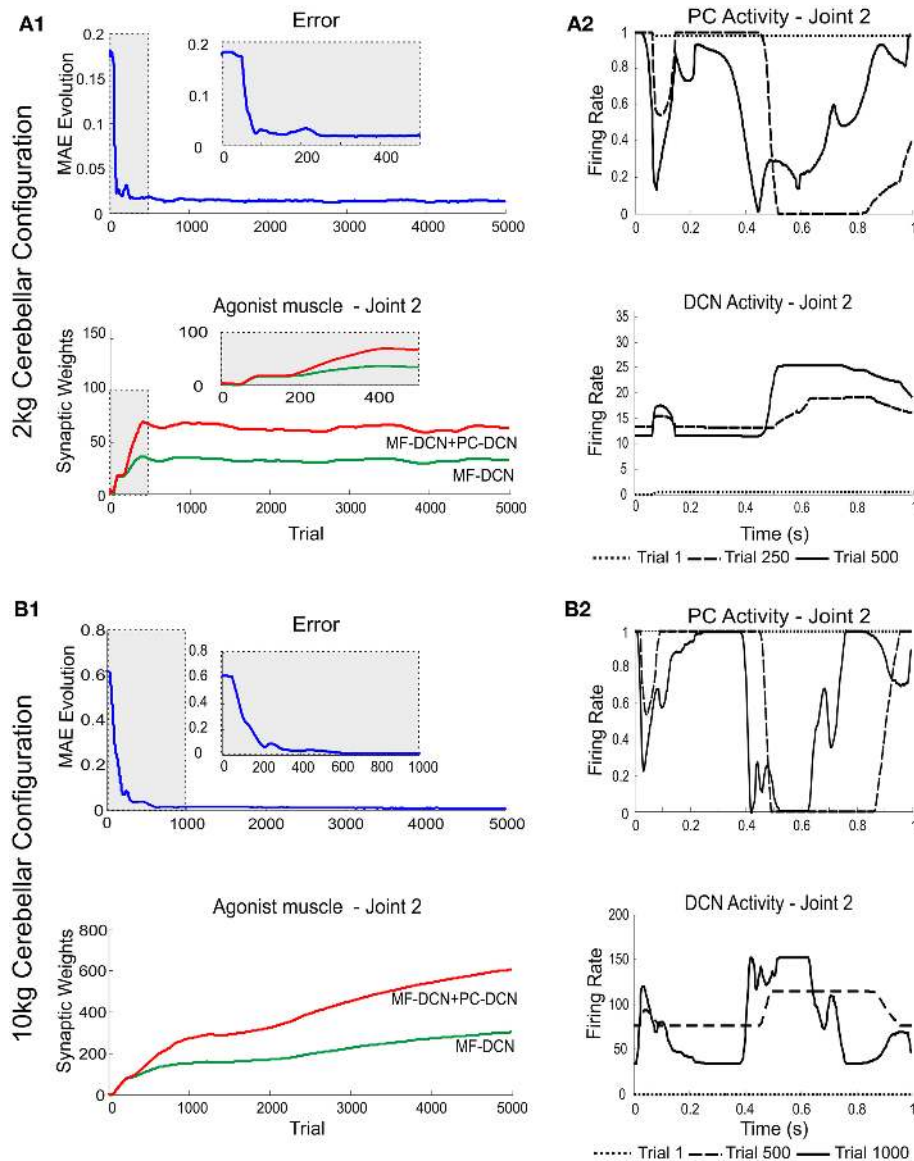 2kg Cerebellar Configuration
A1
Error
MAE Evolution
0.2
0.15
0.1
0.05
0
0 1000 2000 3000 4000 5000
0.2
0.1
0
0 200 400
Agonist muscle - Joint 2
Synaptic Weights
150
100
50
0
100
0
0 200 400
MF-DCN+PC-DCN
MF-DCN
0 1000 2000 3000 4000 5000
Trial
A2
PC Activity - Joint 2
Firing Rate
1
0.8
0.6
0.4
0.2
0
0 0.2 0.4 0.6 0.8 1
DCN Activity - Joint 2
Firing Rate
35
30
25
20
15
10
5
0
0 0.2 0.4 0.6 0.8 1
Time (s)
Trial 1 Trial 250 Trial 500
10kg Cerebellar Configuration
B1
Error
MAE Evolution
0.8
0.6
0.4
0.2
0
0 1000 2000 3000 4000 5000
0.8
0.6
0.4
0.2
0
0 200 400 600 800 1000
Agonist muscle - Joint 2
Synaptic Weights
800
600
400
200
0
MF-DCN+PC-DCN
MF-DCN
0 1000 2000 3000 4000 5000
Trial
B2
PC Activity - Joint 2
Firing Rate
1
0.8
0.6
0.4
0.2
0
0 0.2 0.4 0.6 0.8 1
DCN Activity - Joint 2
Firing Rate
200
150
100
50
0
0 0.2 0.4 0.6 0.8 1
Time (s)
Trial 1 Trial 500 Trial 1000